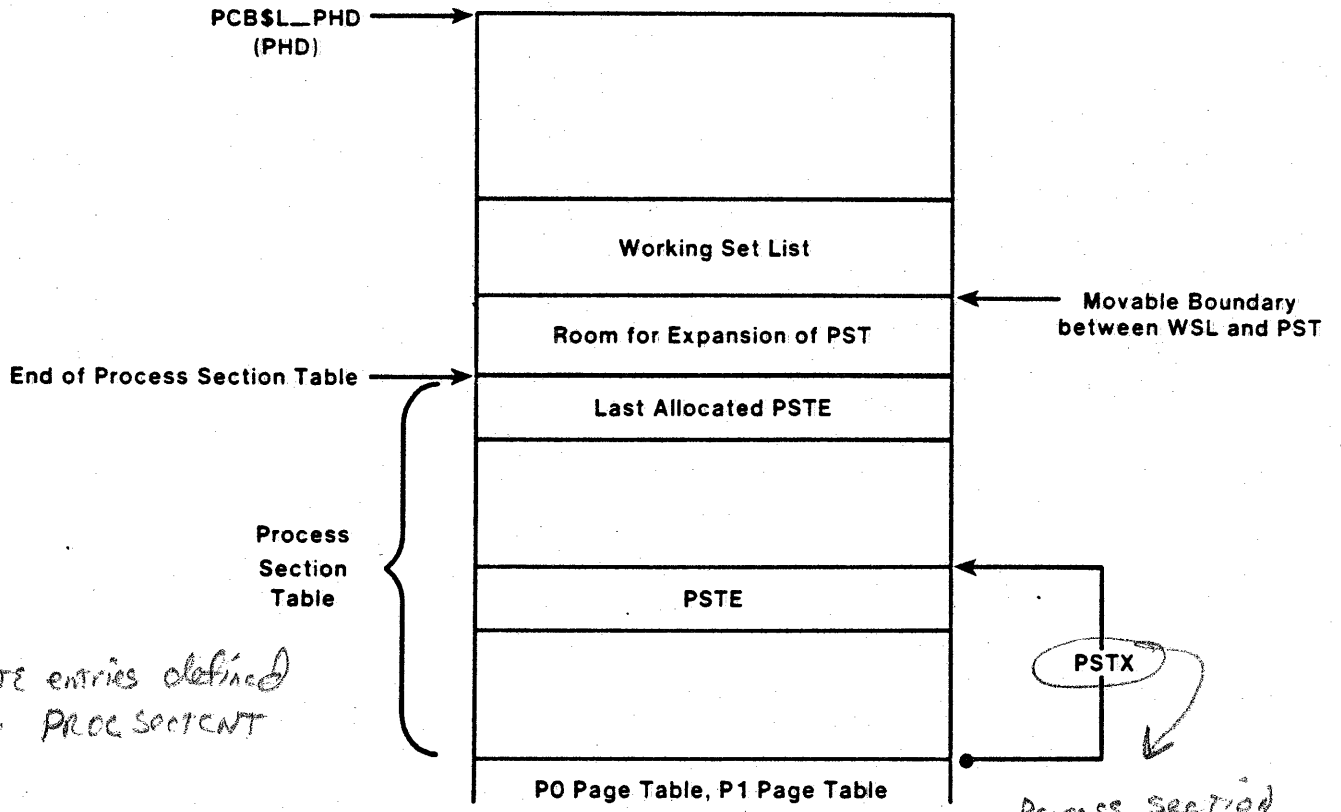 PCB$L_PHD
(PHD)
Working Set List
Movable Boundary
between WSL and PST
Room for Expansion of PST
End of Process Section Table
Last Allocated PSTE
Process
Section
Table
PSTE
PSTX
entries defined
P0 Page Table, P1 Page Table
Process section